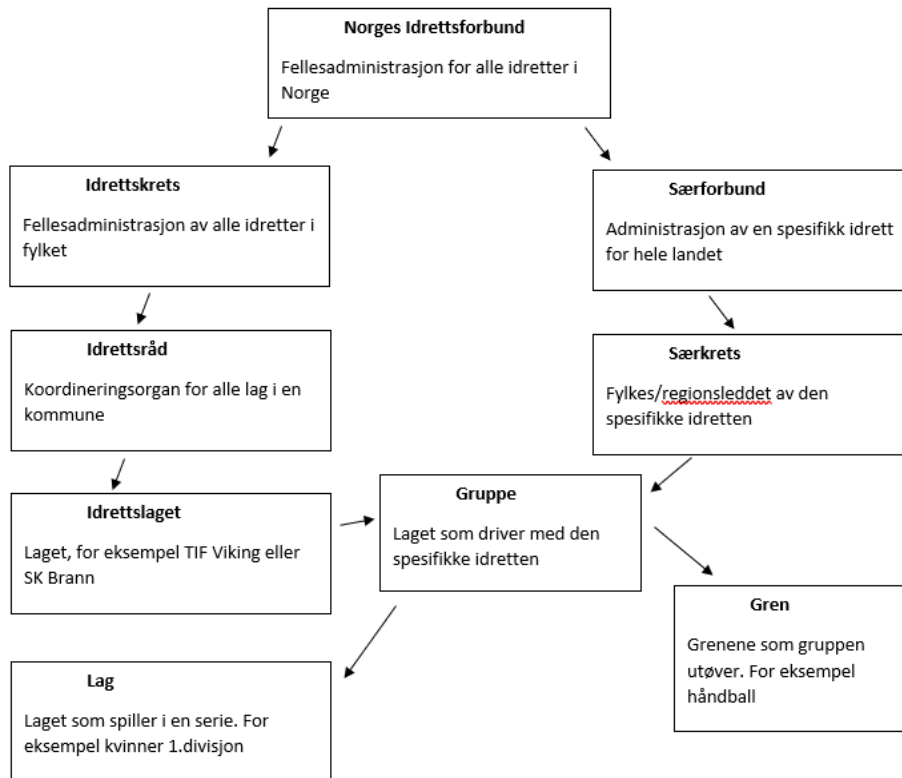 Norges Idrettsforbund
Fellesadministrasjon for alle idretter i
Norge
Idrettskrets
Fellesadministrasjon av alle idretter i
fylket
Særforbund
Administrasjon av en spesifikk idrett
for hele landet
Idrettsråd
Koordineringsorgan for alle lag i en
kommune
Særkrets
Fylkes/regionsleddet av den
spesifikke idretten
Idrettslaget
Laget, for eksempel TIF Viking eller
SK Brann
Gruppe
Laget som driver med den
spesifikke idretten
Gren
Grenene som gruppen
utøver. For eksempel
håndball
Lag
Laget som spiller i en serie. For
eksempel kvinner 1.divisjon